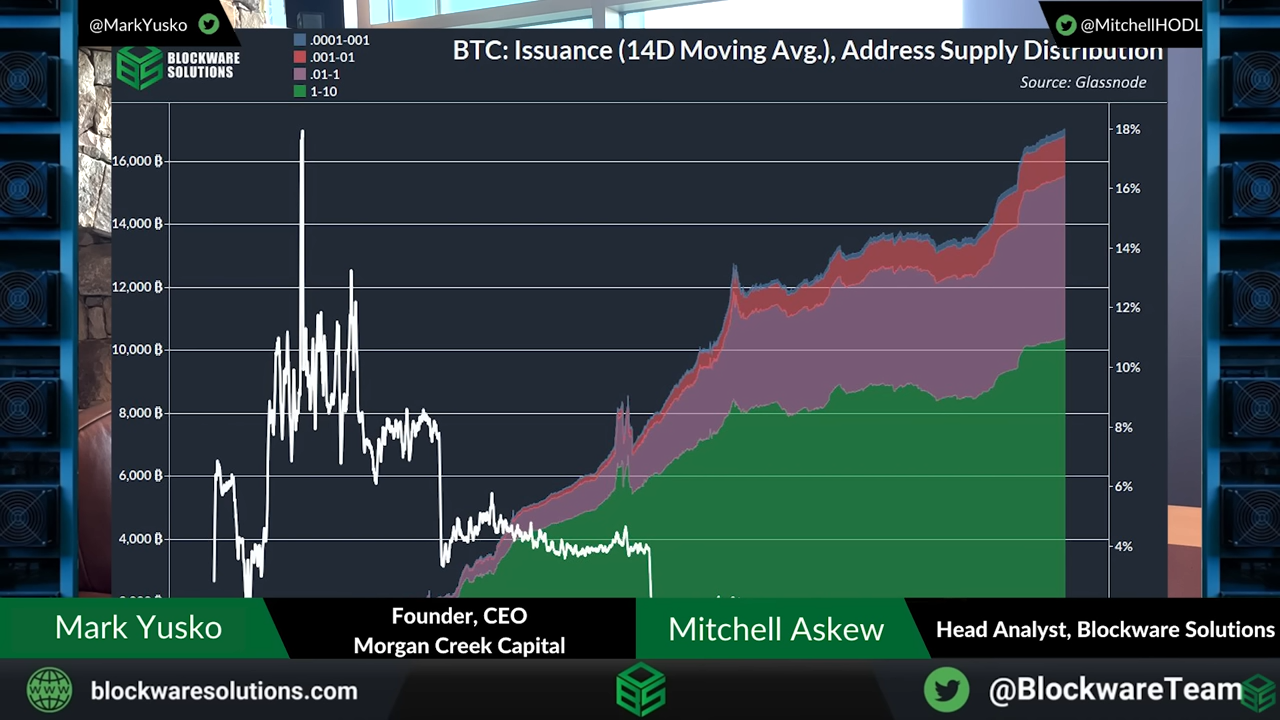 @MarkYusko
@MitchellHODL
BLOCKWARE
SOLUTIONS
.0001-001
.001-01
.01-1
1-10
BTC: Issuance (14D Moving Avg.), Address Supply Distribution
Source: Glassnode
16,000 ₿
14,000 ₿
12,000 ₿
10,000 ₿
8,000 ₿
6,000 ₿
4,000 ₿
18%
16%
14%
12%
10%
8%
6%
4%
Mark Yusko
Founder, CEO
Morgan Creek Capital
Mitchell Askew
Head Analyst, Blockware Solutions
blockwaresolutions.com
@BlockwareTeam